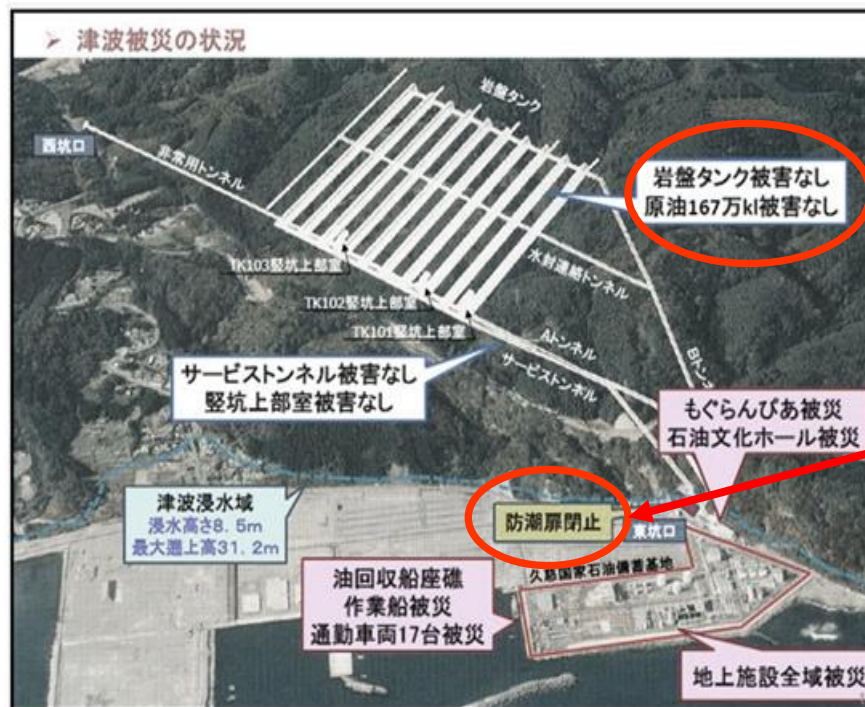 ➢ 津波被災の状況
岩盤タンク
西坑口
非常用トンネル
岩盤タンク被害なし
原油167万kl被害なし
水封連絡トンネル
TK103竪坑上部室
TK102竪坑上部室
TK101竪坑上部室
Aトンネル
サービストンネル
Bトンネ
サービストンネル被害なし
竪坑上部室被害なし
もぐらんぴあ被災
石油文化ホール被災
津波浸水域
浸水高さ8.5m
最大遡上高31.2m
防潮扉閉止
東坑口
久慈国家石油備蓄基地
油回収船座礁
作業船被災
通勤車両17台被災
地上施設全域被災